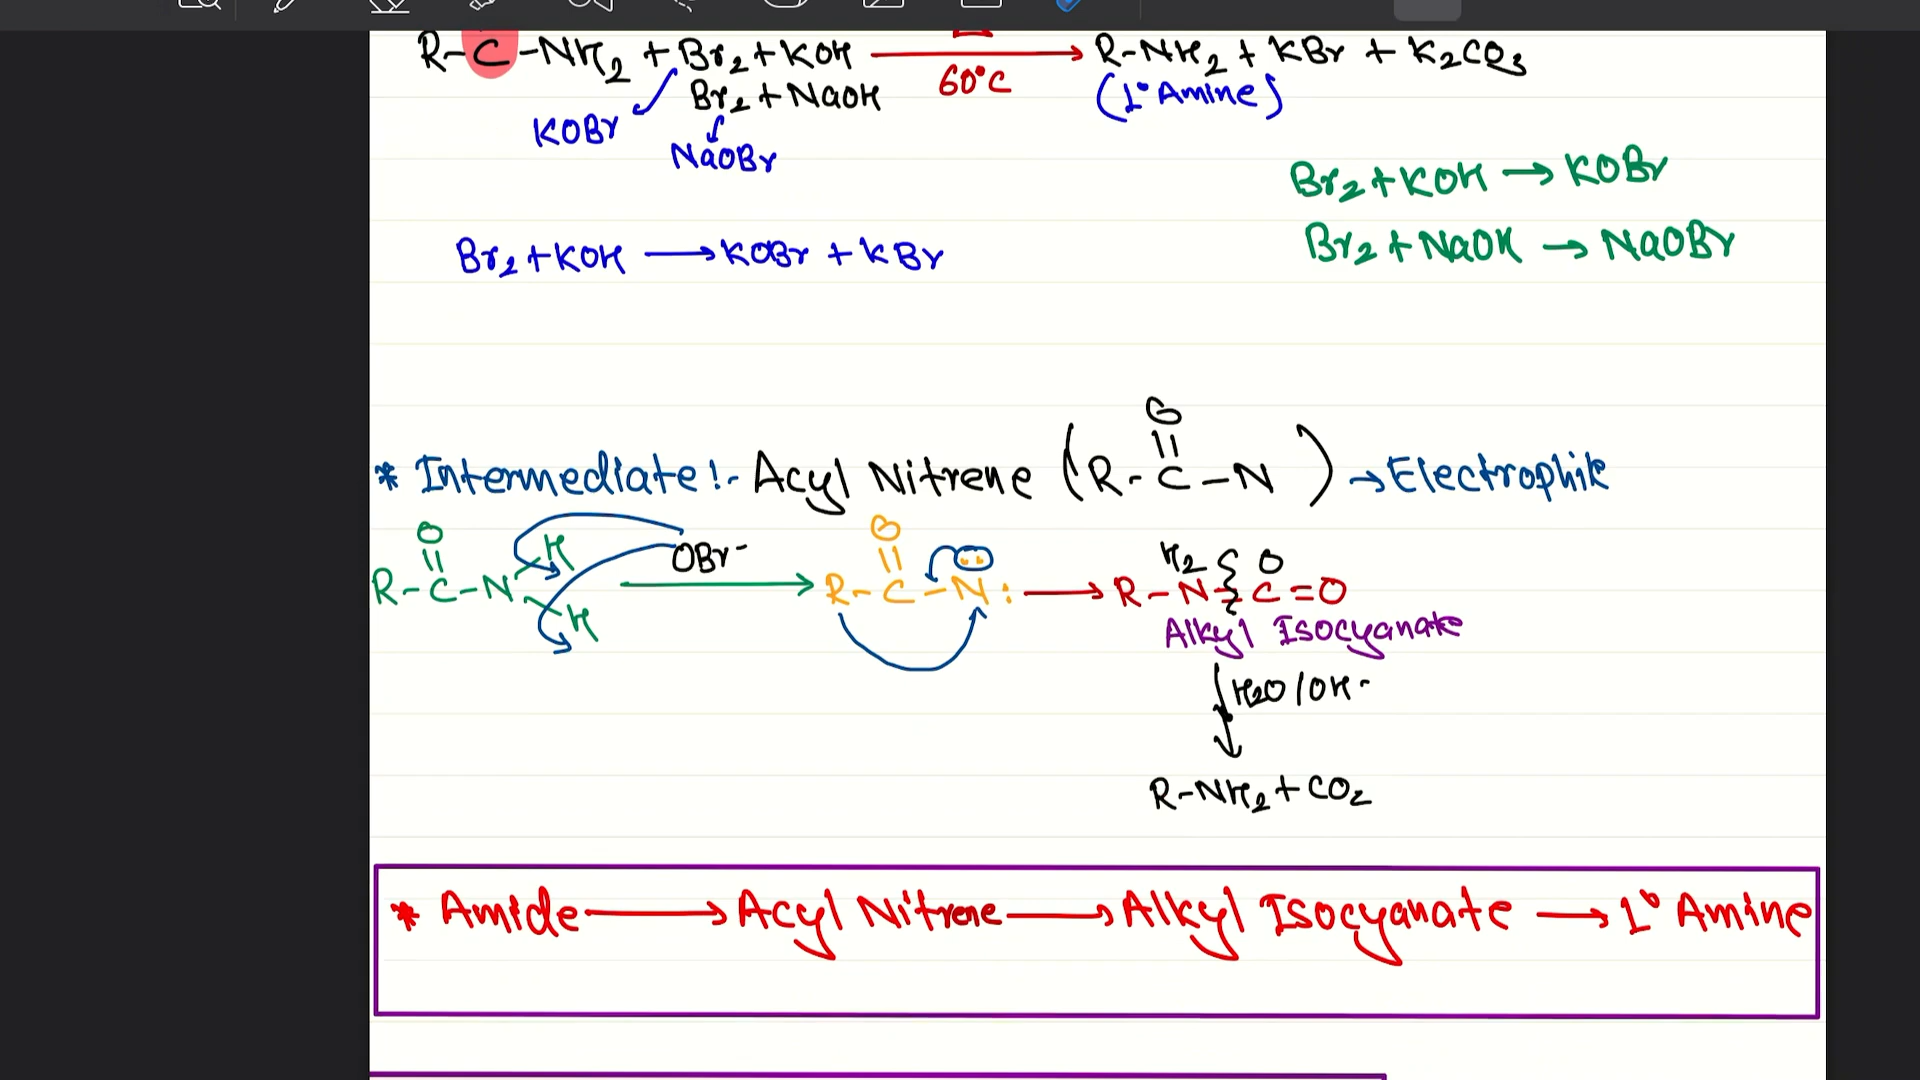 R-C-NH₂ + Br₂ + KOH → R-NH₂ + KBr + K₂CO₃
60°C
Br₂ + NaOH
(1° Amine)
KOBr
NaOBr
Br₂ + KOH → KOBr
Br₂ + NaOH → NaOBr
Br₂ + KOH → KOBr + KBr
O
||
* Intermediate :- Acyl Nitrene (R-C-N) → Electrophile
O
||
R-C-N
H
H
OBr⁻
→
O
||
R-C-N:
→
H₂ O
R-N=C=O
Alkyl Isocyanate
↓ H₂O/OH⁻
R-NH₂ + CO₂
* Amide → Acyl Nitrene → Alkyl Isocyanate → 1° Amine